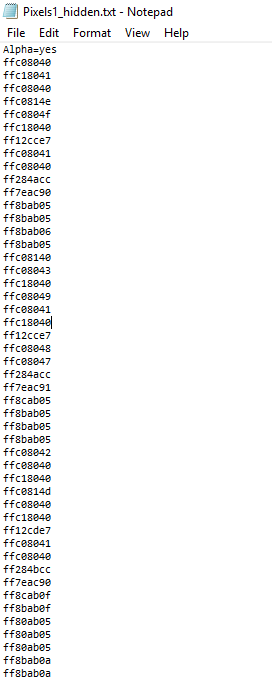 Pixels1_hidden.txt - Notepad
File Edit Format View Help
Alpha=yes
ffc08040
ffc18041
ffc08040
ffc0814e
ffc0804f
ffc18040
ff12cce7
ffc08041
ffc08040
ff284acc
ff7eac90
ff8bab05
ff8bab05
ff8bab06
ff8bab05
ffc08140
ffc08043
ffc18040
ffc08049
ffc08041
ffc18040
ff12cce7
ffc08048
ffc08047
ff284acc
ff7eac91
ff8cab05
ff8bab05
ff8bab05
ff8bab05
ffc08042
ffc08040
ffc18040
ffc0814d
ffc08040
ffc18040
ff12cde7
ffc08041
ffc08040
ff284bcc
ff7eac90
ff8cab0f
ff8bab0f
ff80ab05
ff80ab05
ff80ab05
ff8bab0a
ff8bab0a